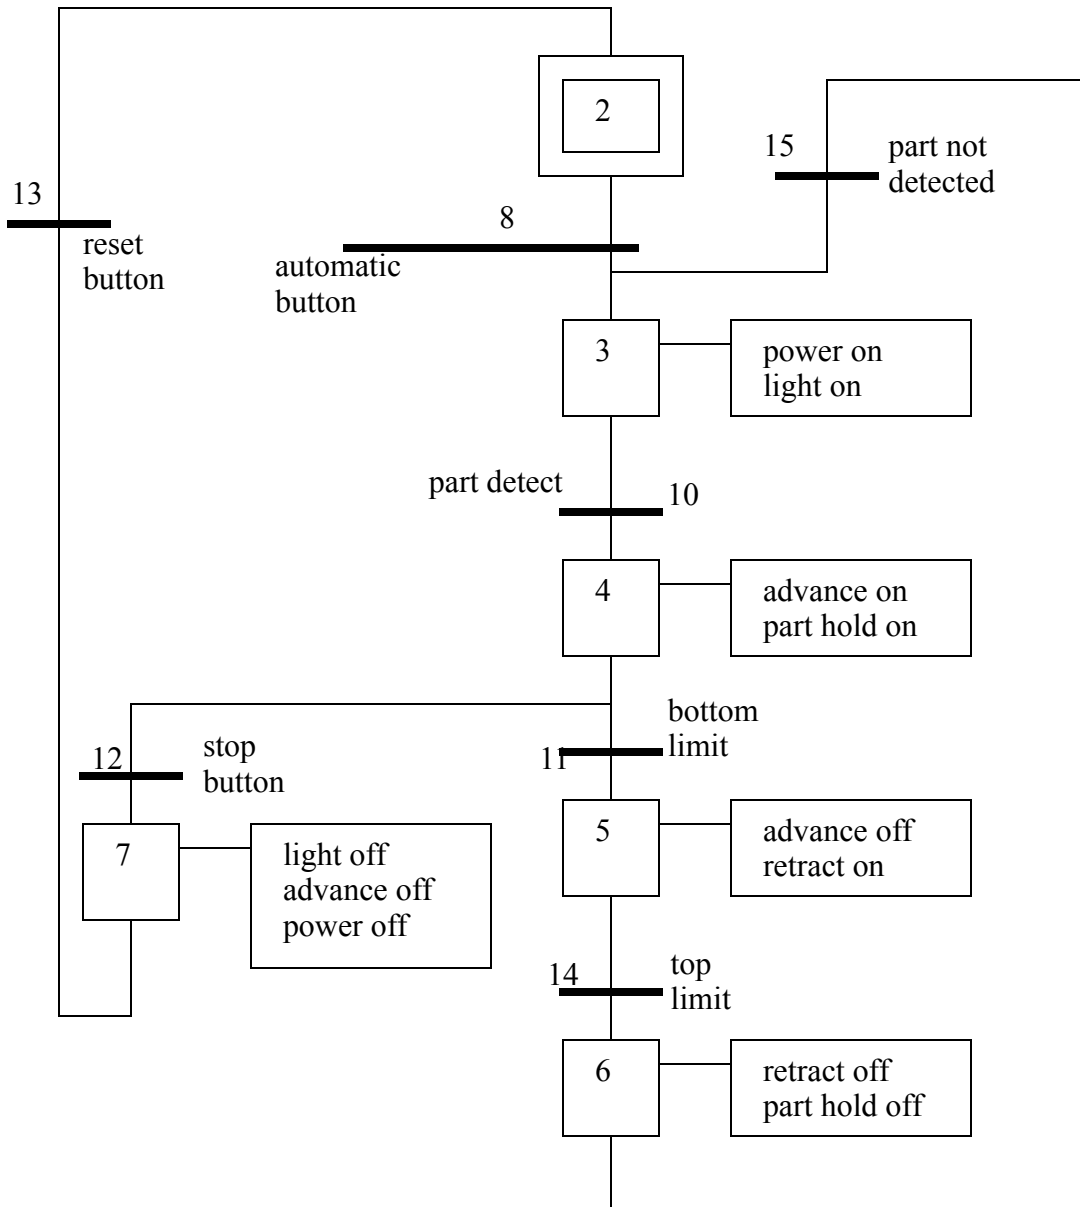 2
15
part not
detected
13
reset
button
8
automatic
button
3
power on
light on
part detect
10
4
advance on
part hold on
bottom
limit
11
12
stop
button
5
advance off
retract on
7
light off
advance off
power off
14
top
limit
6
retract off
part hold off